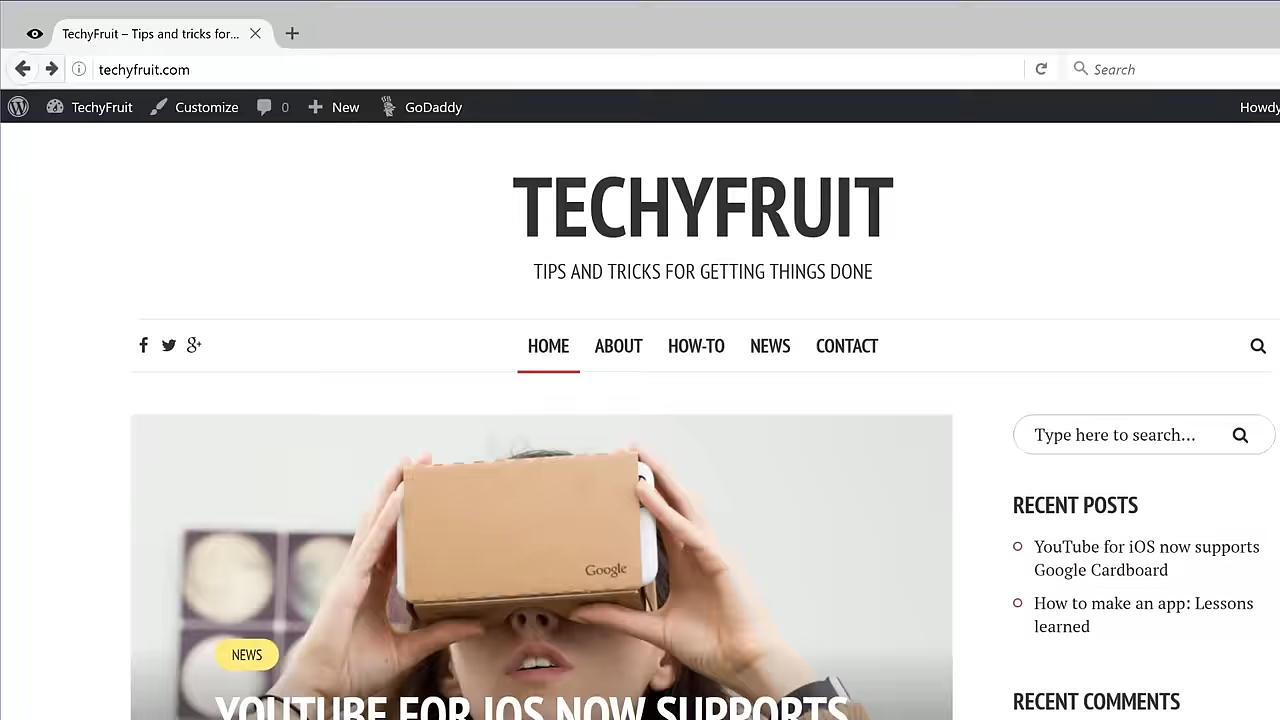 TechyFruit – Tips and tricks for...
techyfruit.com
Search
TechyFruit Customize 0 New GoDaddy Howdy
TECHYFRUIT
TIPS AND TRICKS FOR GETTING THINGS DONE
HOME ABOUT HOW-TO NEWS CONTACT
Type here to search...
Google
NEWS
YOUTUBE FOR IOS NOW SUPPORTS
RECENT POSTS
YouTube for iOS now supports
Google Cardboard
How to make an app: Lessons
learned
RECENT COMMENTS